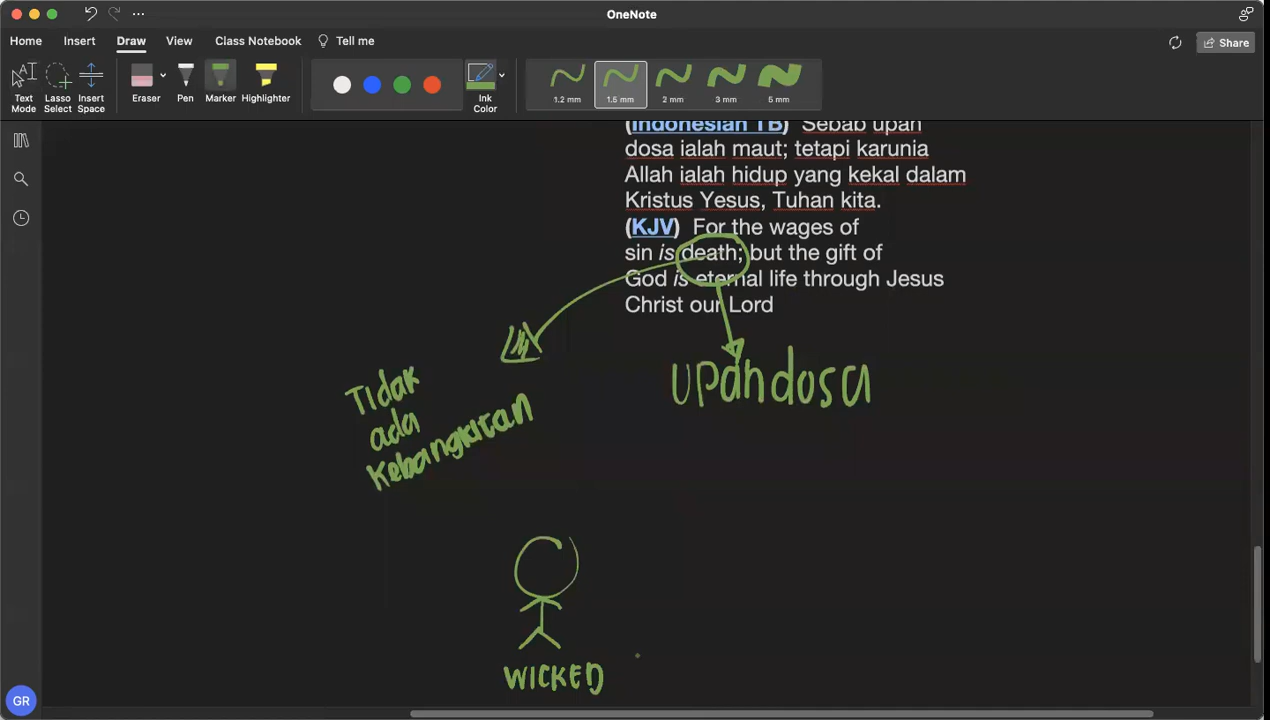 OneNote
Home Insert Draw View Class Notebook Tell me
Share
Text Mode
Lasso Select
Insert Space
Eraser
Pen
Marker
Highlighter
Ink Color
1.2 mm
1.5 mm
2 mm
3 mm
5 mm
(Indonesian TB) Sebab upah
dosa ialah maut; tetapi karunia
Allah ialah hidup yang kekal dalam
Kristus Yesus, Tuhan kita.
(KJV) For the wages of
sin is death; but the gift of
God is eternal life through Jesus
Christ our Lord
upah dosa
Tidak
ada
Kebangkitan
WICKED
GR